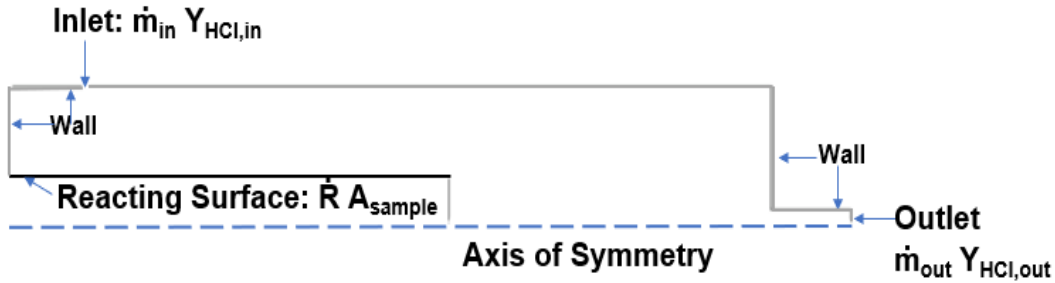 Inlet: ṁin YHCl,in
Wall
Wall
Reacting Surface: Ṙ Asample
Outlet
ṁout YHCl,out
Axis of Symmetry